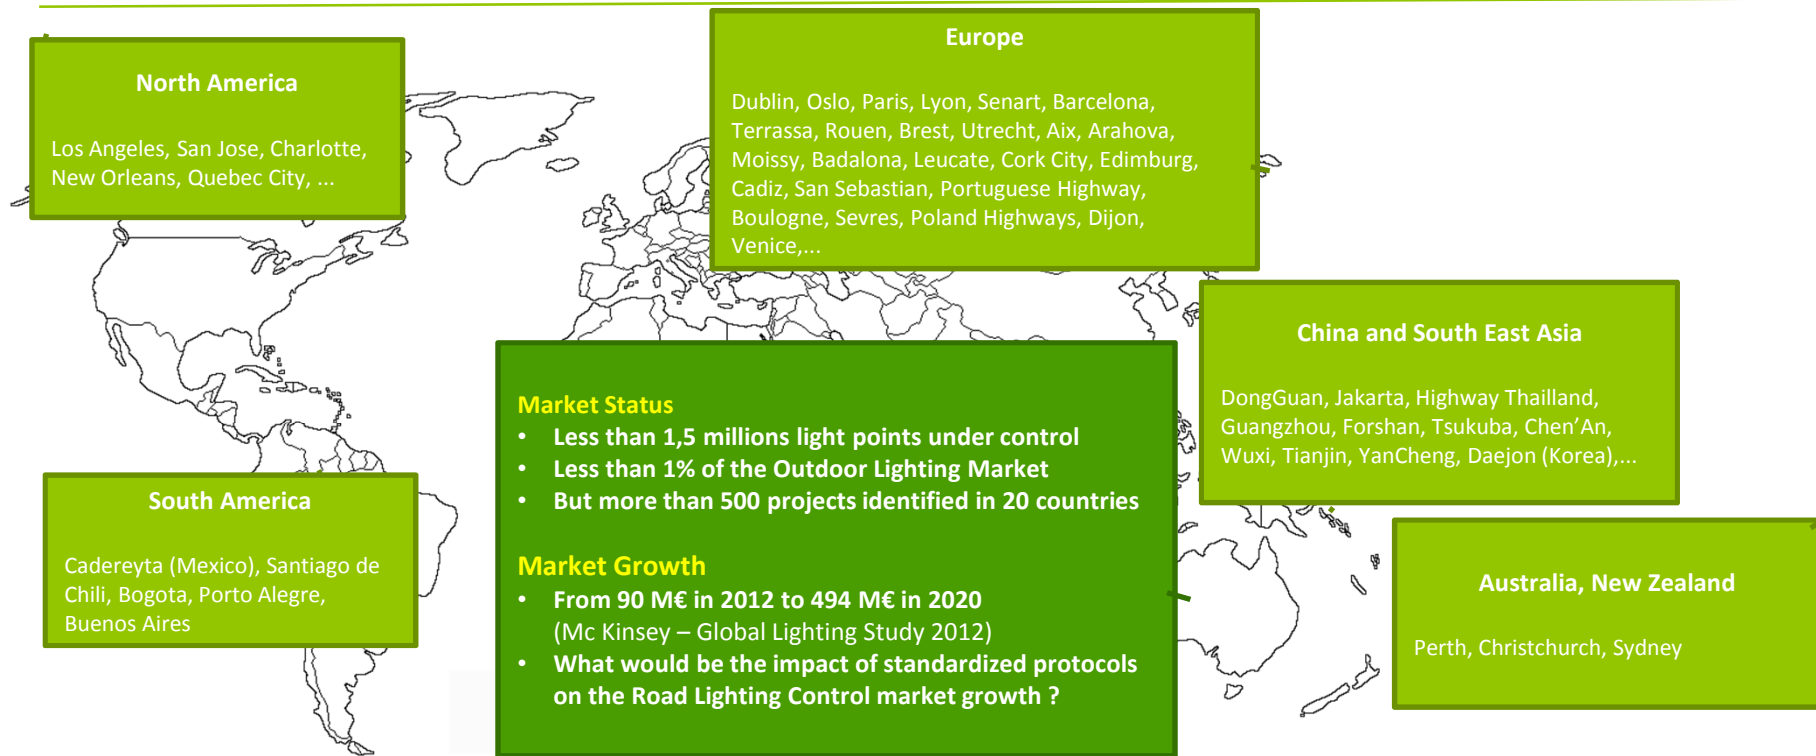 North America
Los Angeles, San Jose, Charlotte,
New Orleans, Quebec City, ...
Europe
Dublin, Oslo, Paris, Lyon, Senart, Barcelona,
Terrassa, Rouen, Brest, Utrecht, Aix, Arahova,
Moissy, Badalona, Leucate, Cork City, Edimburg,
Cadiz, San Sebastian, Portuguese Highway,
Boulogne, Sevres, Poland Highways, Dijon,
Venice,...
China and South East Asia
DongGuan, Jakarta, Highway Thailland,
Guangzhou, Forshan, Tsukuba, Chen’An,
Wuxi, Tianjin, YanCheng, Daejon (Korea),...
Market Status
• Less than 1,5 millions light points under control
• Less than 1% of the Outdoor Lighting Market
• But more than 500 projects identified in 20 countries
Market Growth
• From 90 M€ in 2012 to 494 M€ in 2020
(Mc Kinsey – Global Lighting Study 2012)
• What would be the impact of standardized protocols
on the Road Lighting Control market growth ?
South America
Cadereyta (Mexico), Santiago de
Chili, Bogota, Porto Alegre,
Buenos Aires
Australia, New Zealand
Perth, Christchurch, Sydney